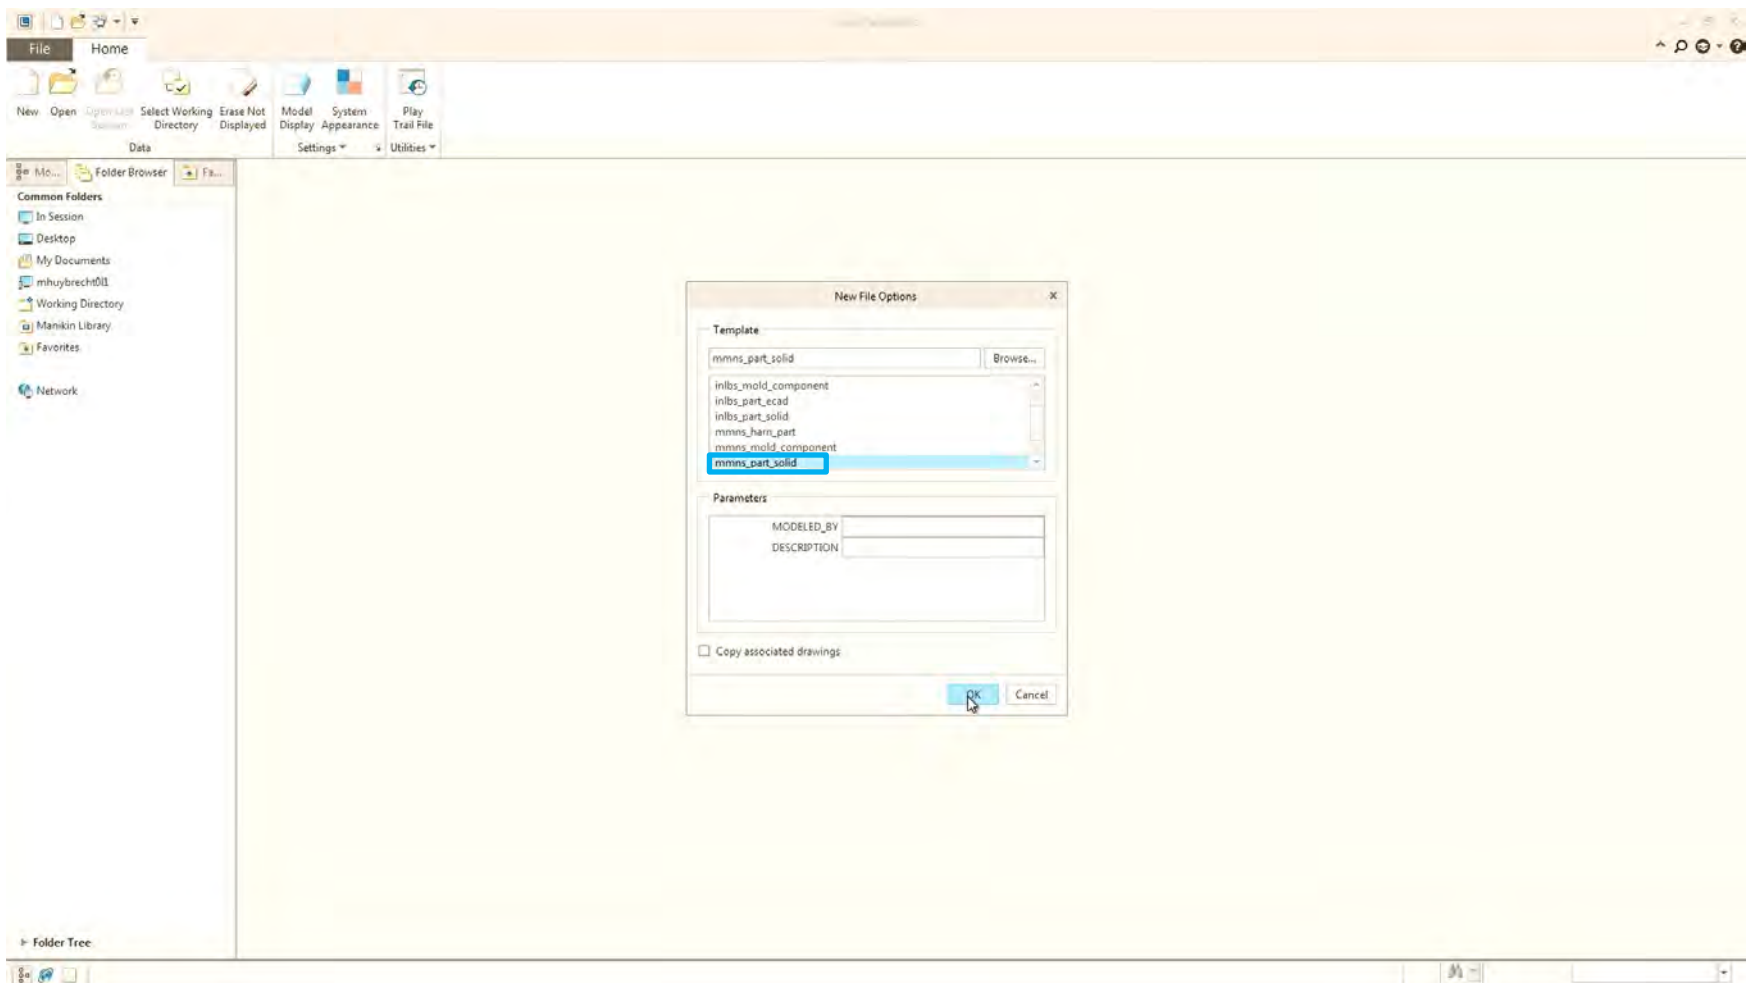 File Home
New Open Select Working Directory Erase Not Displayed Model Display System Appearance Play Trail File
Data Settings Utilities
Mo... Folder Browser Fa...
Common Folders
In Session
Desktop
My Documents
mhuybrecht0l1
Working Directory
Manikin Library
Favorites
Network
New File Options
Template
mmns_part_solid Browse...
inlbs_mold_component
inlbs_part_ecad
inlbs_part_solid
mmns_harn_part
mmns_mold_component
mmns_part_solid
Parameters
MODELED_BY
DESCRIPTION
Copy associated drawings
OK Cancel
Folder Tree